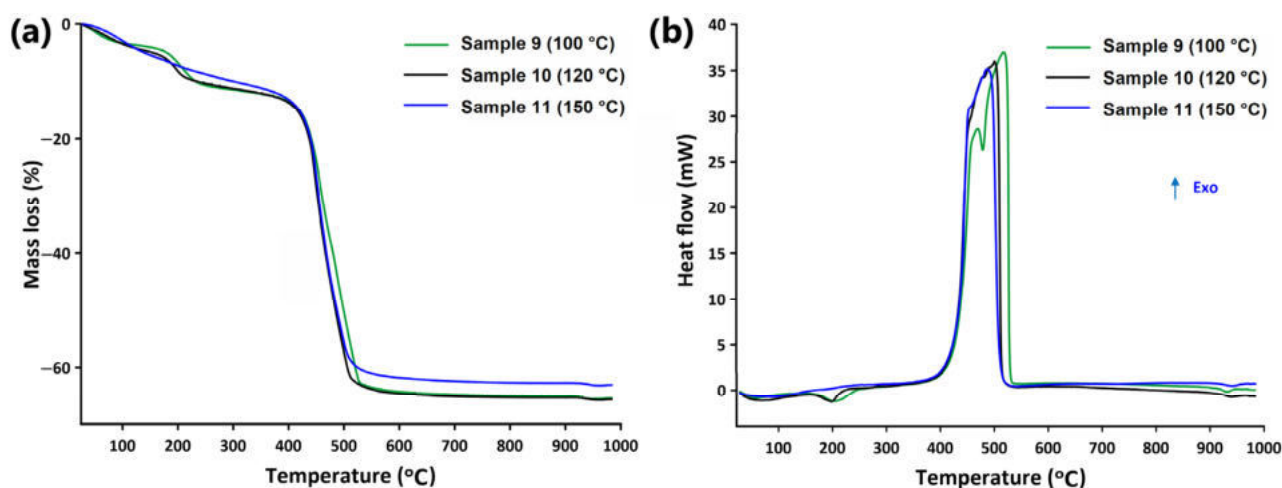 (a)
Sample 9 (100 °C)
Sample 10 (120 °C)
Sample 11 (150 °C)
0
−20
−40
−60
Mass loss (%)
100 200 300 400 500 600 700 800 900 1000
Temperature (°C)
(b)
Sample 9 (100 °C)
Sample 10 (120 °C)
Sample 11 (150 °C)
Exo
40
35
30
25
20
35
10
5
0
Heat flow (mW)
100 200 300 400 500 600 700 800 900 1000
Temperature (°C)